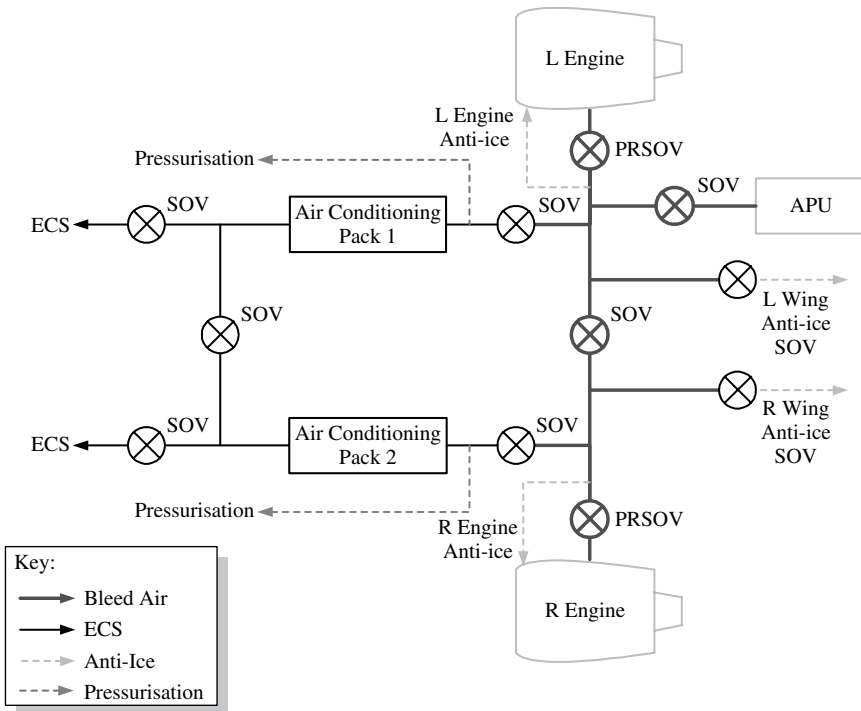 L Engine
L Engine
Anti-ice
PRSOV
Pressurisation
SOV
APU
ECS
SOV
Air Conditioning
Pack 1
SOV
L Wing
Anti-ice
SOV
SOV
SOV
R Wing
Anti-ice
SOV
ECS
SOV
Air Conditioning
Pack 2
SOV
Pressurisation
R Engine
Anti-ice
PRSOV
R Engine
Key:
Bleed Air
ECS
Anti-Ice
Pressurisation